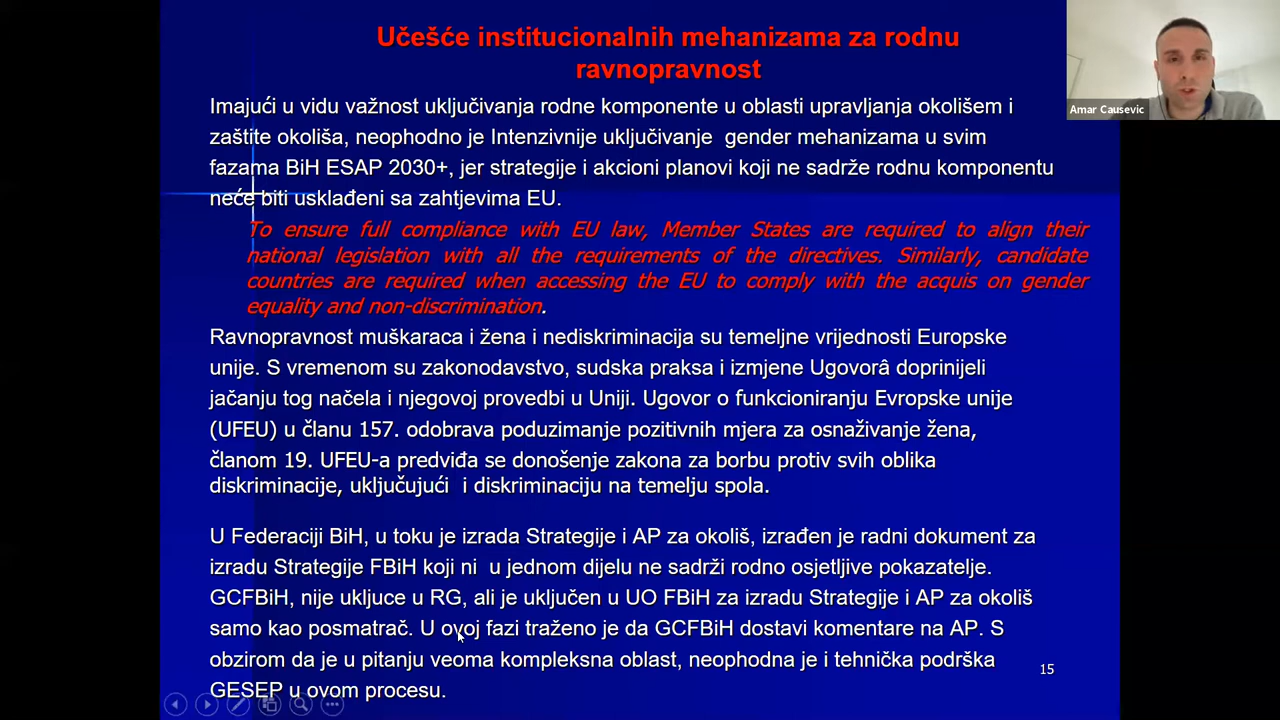 Učešće institucionalnih mehanizama za rodnu
ravnopravnost
Imajući u vidu važnost uključivanja rodne komponente u oblasti upravljanja okolišem i
zaštite okoliša, neophodno je Intenzivnije uključivanje gender mehanizama u svim
fazama BiH ESAP 2030+, jer strategije i akcioni planovi koji ne sadrže rodnu komponentu
neće biti usklađeni sa zahtjevima EU.
To ensure full compliance with EU law, Member States are required to align their
national legislation with all the requirements of the directives. Similarly, candidate
countries are required when accessing the EU to comply with the acquis on gender
equality and non-discrimination.
Ravnopravnost muškaraca i žena i nediskriminacija su temeljne vrijednosti Europske
unije. S vremenom su zakonodavstvo, sudska praksa i izmjene Ugovorâ doprinijeli
jačanju tog načela i njegovoj provedbi u Uniji. Ugovor o funkcioniranju Evropske unije
(UFEU) u članu 157. odobrava poduzimanje pozitivnih mjera za osnaživanje žena,
članom 19. UFEU-a predviđa se donošenje zakona za borbu protiv svih oblika
diskriminacije, uključujući i diskriminaciju na temelju spola.
U Federaciji BiH, u toku je izrada Strategije i AP za okoliš, izrađen je radni dokument za
izradu Strategije FBiH koji ni u jednom dijelu ne sadrži rodno osjetljive pokazatelje.
GCFBiH, nije uključe u RG, ali je uključen u UO FBiH za izradu Strategije i AP za okoliš
samo kao posmatrač. U ovoj fazi traženo je da GCFBiH dostavi komentare na AP. S
obzirom da je u pitanju veoma kompleksna oblast, neophodna je i tehnička podrška
GESEP u ovom procesu.
15
Amar Causevic